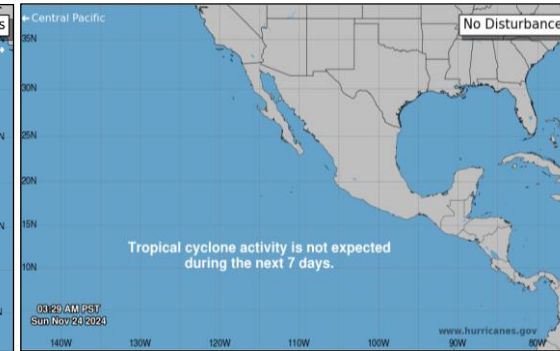 s
← Central Pacific
No Disturbance
35N
30N
25N
20N
15N
10N
Tropical cyclone activity is not expected
during the next 7 days.
03:29 AM PST
Sun Nov 24 2024
www.hurricanes.gov
140W 130W 120W 110W 100W 90W 80W